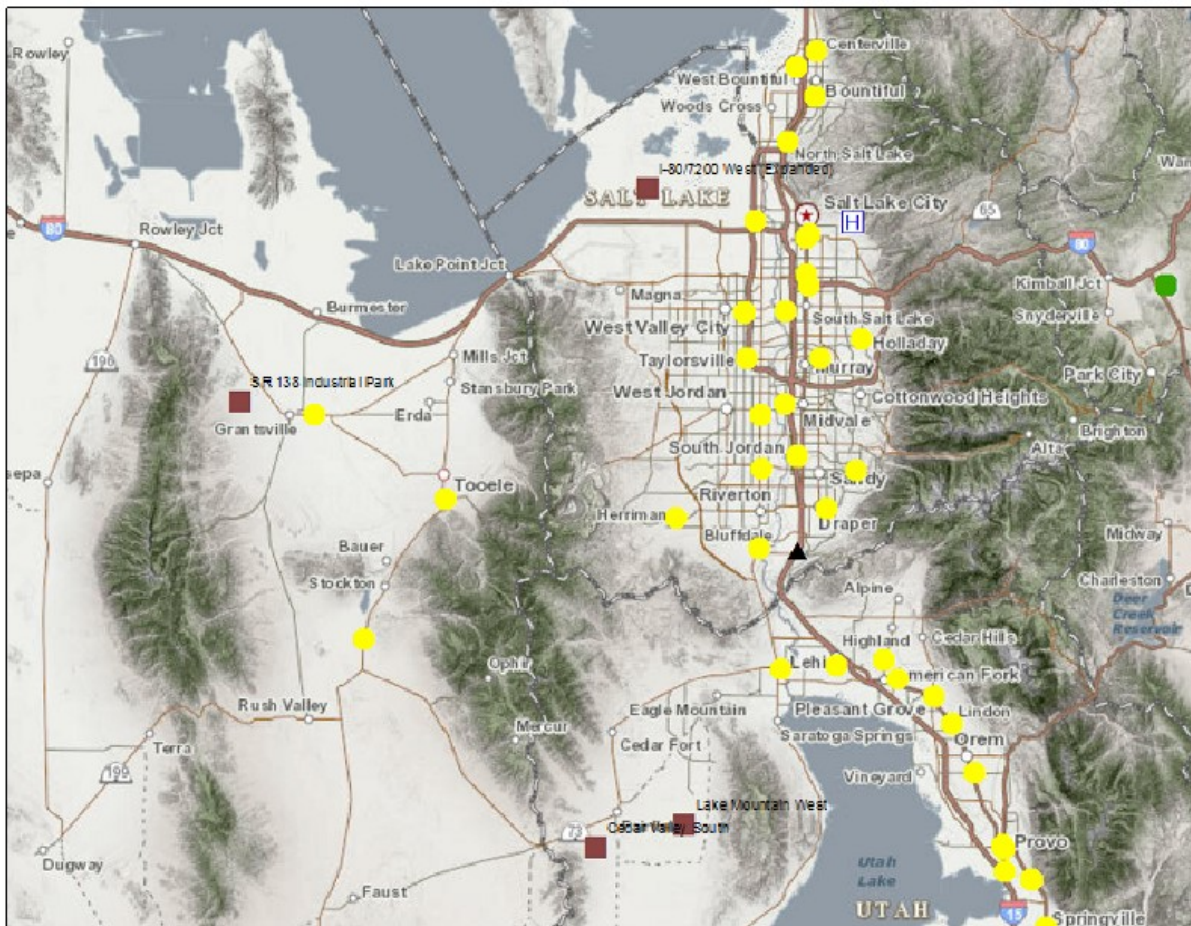 Rowley
Centerville
West Bountiful
Bountiful
Woods Cross
North Salt Lake
I-80/7200 West (Expanded)
SALT LAKE
Salt Lake City
H
65
80
Rowley Jct
80
Lake Point Jct
Kimball Jct
Burmester
Magna
Snyderville
West Valley City
South Salt Lake
Holladay
196
Mills Jct
Taylorsville
Murray
Park City
SR 138 Industrial Park
Stansbury Park
West Jordan
Cottonwood Heights
Erda
Grantsville
Midvale
Brighton
South Jordan
Alta
sepa
Tooele
Sandy
Riverton
Herriman
Draper
Bluffdale
Midway
Bauer
Stockton
Alpine
Charleston
Deer
Creek
Reservoir
Highland
Cedar Hills
Ophir
Lehi
American Fork
Rush Valley
Eagle Mountain
Pleasant Grove
Lindon
Mercur
Saratoga Springs
Terra
Cedar Fort
Orem
199
Vineyard
Lake Mountain West
73
Cedar Valley South
Provo
Dugway
Utah
Lake
Faust
UTAH
15
Springville